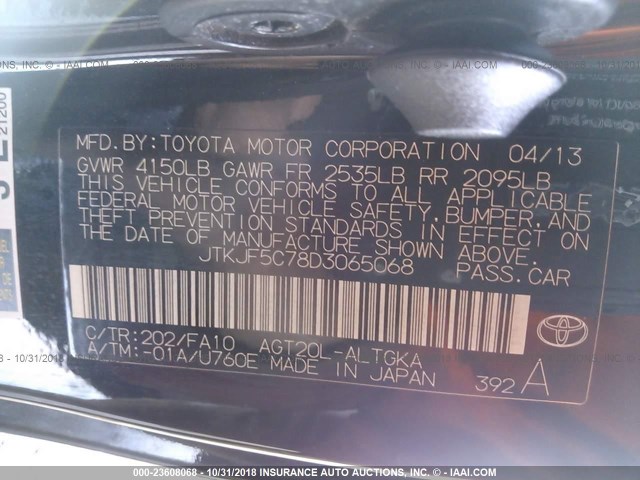 MFD.BY:TOYOTA MOTOR CORPORATION 04/13
GVWR 4150LB GAWR FR 2535LB RR 2095LB
THIS VEHICLE CONFORMS TO ALL APPLICABLE
FEDERAL MOTOR VEHICLE SAFETY,BUMPER,AND
THEFT PREVENTION STANDARDS IN EFFECT ON
THE DATE OF MANUFACTURE SHOWN ABOVE.
JTKJF5C78D3065068 PASS.CAR
C/TR:202/FA10 AGT20L-ALTGKA
A/TM:-01A/U760E MADE IN JAPAN
392A
TOYOTA
21200
000-23608068 - 10/31/2018 INSURANCE AUTO AUCTIONS, INC. - © IAAI.COM